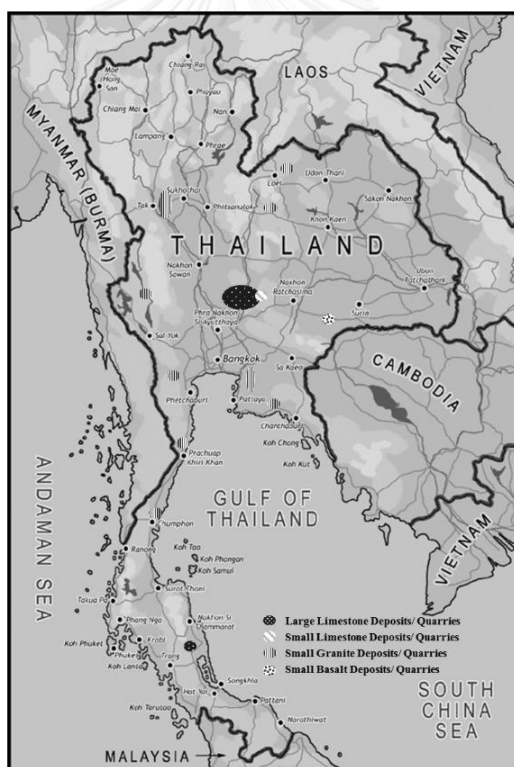 VIETNAM
LAOS
MYANMAR (BURMA)
Chiang Rai
Mae Hong Son
Phayao
Chiang Mai
Nan
Lampang
Phrae
Loei
Udon Thani
Sukhothai
Sakon Nakhon
Tak
Phitsanulok
Khon Kaen
THAILAND
Nakhon Sawan
Ubon Ratchathani
Nakhon Ratchasima
Phra Nakhon Si Ayutthaya
Surin
Sai Yok
Bangkok
Sa Kaeo
CAMBODIA
Phetchaburi
Pattaya
Chanthaburi
Koh Chang
Koh Kut
Prachuap Khiri Khan
ANDAMAN SEA
GULF OF THAILAND
VIETNAM
Chumphon
Ranong
Koh Tao
Koh Phangan
Koh Samui
Surat Thani
Takua Pa
Phang Nga
Nakhon Si Thammarat
Koh Phuket
Krabi
Phuket
Koh Lanta
Trang
Songkhla
Hat Yai
Pattani
Koh Tarutao
Narathiwat
Large Limestone Deposits/ Quarries
Small Limestone Deposits/ Quarries
Small Granite Deposits/ Quarries
Small Basalt Deposits/ Quarries
SOUTH CHINA SEA
MALAYSIA